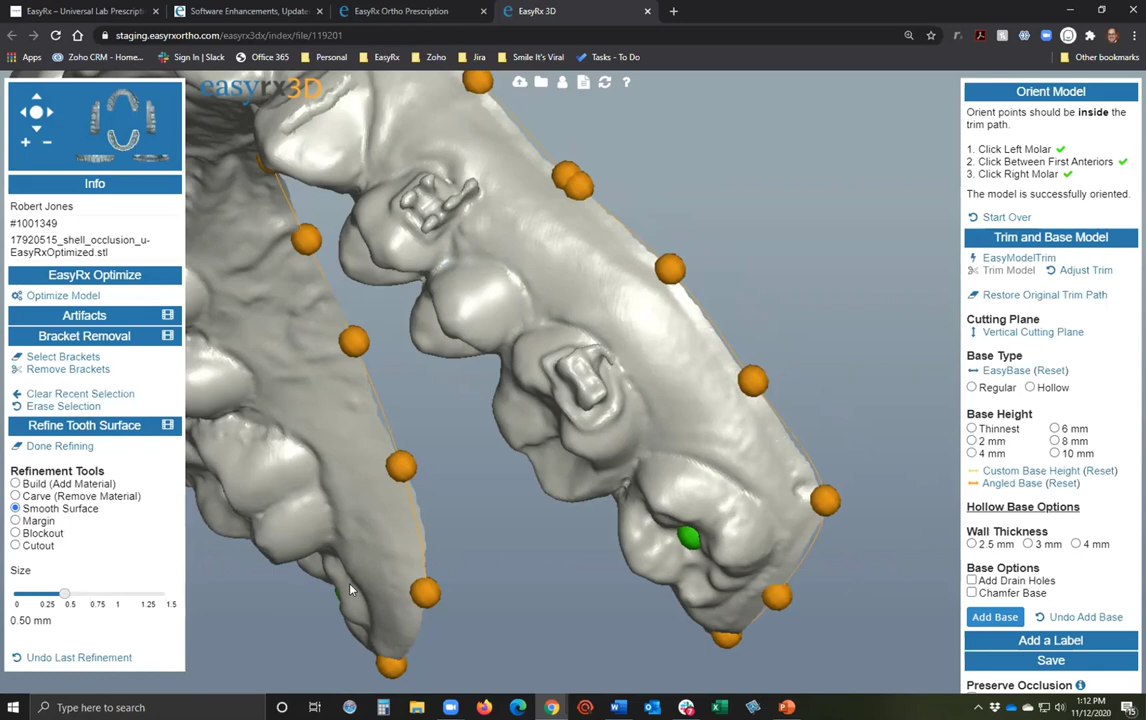 EasyRx – Universal Lab Prescripti
Software Enhancements, Update
EasyRx Ortho Prescription
EasyRx 3D
staging.easyrxortho.com/easyrx3dx/index/file/119201
Apps
Zoho CRM - Home...
Sign In | Slack
Office 365
Personal
EasyRx
Zoho
Jira
Smile It's Viral
Tasks - To Do
Other bookmarks
easyrx3D
Info
Robert Jones
#1001349
17920515_shell_occlusion_u-
EasyRxOptimized.stl
EasyRx Optimize
Optimize Model
Artifacts
Bracket Removal
Select Brackets
Remove Brackets
Clear Recent Selection
Erase Selection
Refine Tooth Surface
Done Refining
Refinement Tools
Build (Add Material)
Carve (Remove Material)
Smooth Surface
Margin
Blockout
Cutout
Size
0 0.25 0.5 0.75 1 1.25 1.5
0.50 mm
Undo Last Refinement
Orient Model
Orient points should be inside the
trim path.
1. Click Left Molar
2. Click Between First Anteriors
3. Click Right Molar
The model is successfully oriented.
Start Over
Trim and Base Model
EasyModelTrim
Trim Model Adjust Trim
Restore Original Trim Path
Cutting Plane
Vertical Cutting Plane
Base Type
EasyBase (Reset)
Regular Hollow
Base Height
Thinnest 6 mm
2 mm 8 mm
4 mm 10 mm
Custom Base Height (Reset)
Angled Base (Reset)
Hollow Base Options
Wall Thickness
2.5 mm 3 mm 4 mm
Base Options
Add Drain Holes
Chamfer Base
Add Base Undo Add Base
Add a Label
Save
Preserve Occlusion
Type here to search
1:12 PM
11/12/2020